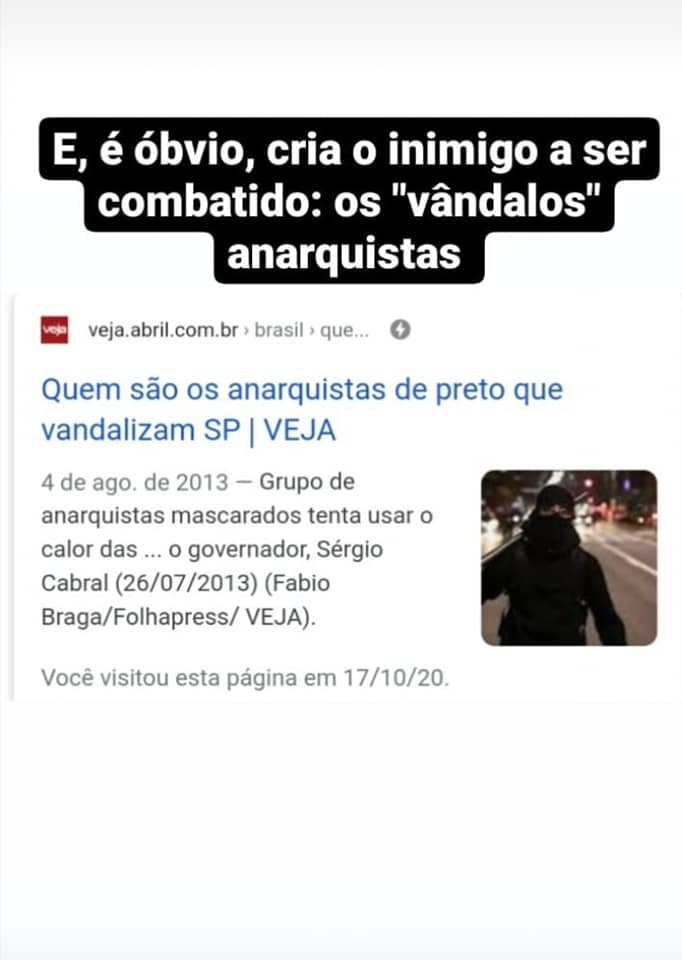 E, é óbvio, cria o inimigo a ser
combatido: os "vândalos"
anarquistas
veja veja.abril.com.br › brasil › que...
Quem são os anarquistas de preto que
vandalizam SP | VEJA
4 de ago. de 2013 — Grupo de
anarquistas mascarados tenta usar o
calor das ... o governador, Sérgio
Cabral (26/07/2013) (Fabio
Braga/Folhapress/ VEJA).
Você visitou esta página em 17/10/20.